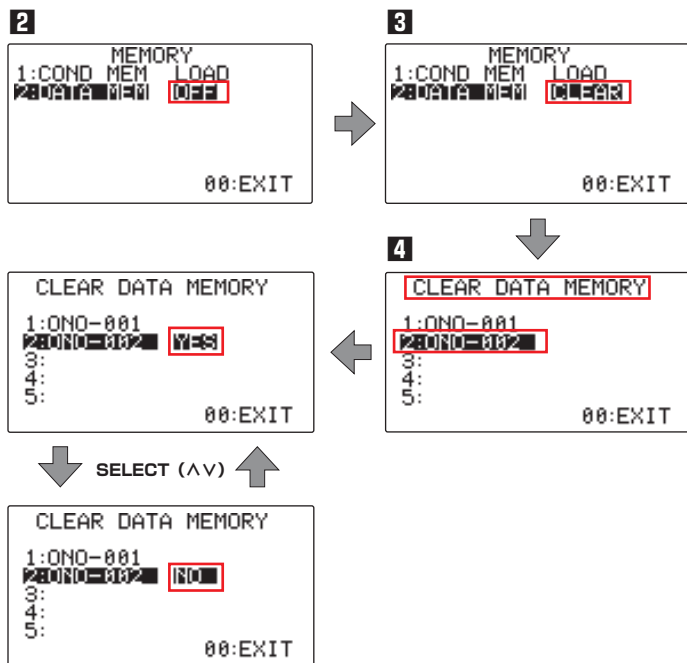 2
MEMORY
1:COND MEM LOAD
2:DATA MEM OFF
00:EXIT
3
MEMORY
1:COND MEM LOAD
2:DATA MEM CLEAR
00:EXIT
4
CLEAR DATA MEMORY
1:ONO-001
2:ONO-002
3:
4:
5:
00:EXIT
CLEAR DATA MEMORY
1:ONO-001
2:ONO-002 YES
3:
4:
5:
00:EXIT
SELECT (∧∨)
CLEAR DATA MEMORY
1:ONO-001
2:ONO-002 NO
3:
4:
5:
00:EXIT